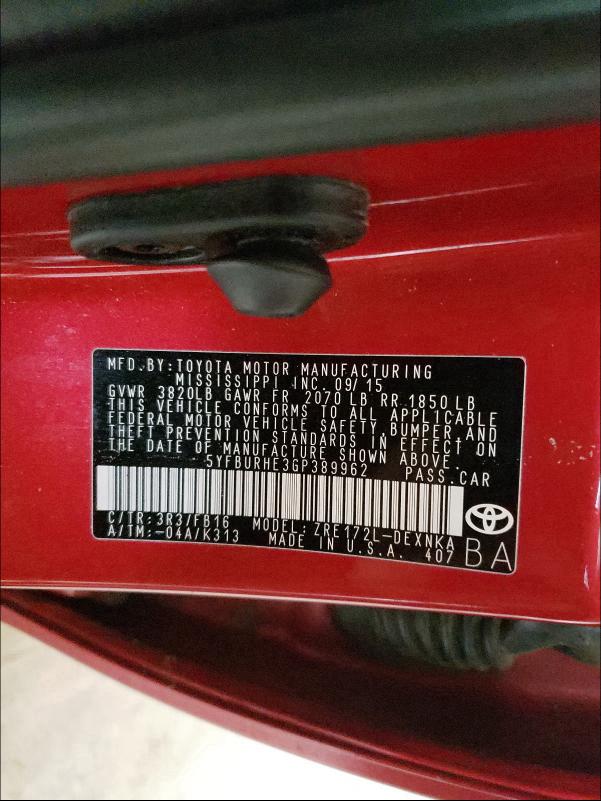 MFD.BY:TOYOTA MOTOR MANUFACTURING
MISSISSIPPI INC. 09/15
GVWR 3820LB GAWR FR 2070 LB RR 1850 LB
THIS VEHICLE CONFORMS TO ALL APPLICABLE
FEDERAL MOTOR VEHICLE SAFETY, BUMPER AND
THEFT PREVENTION STANDARDS IN EFFECT ON
THE DATE OF MANUFACTURE SHOWN ABOVE.
5YFBURHE3GP389962 PASS.CAR
C/TR:3R3/FB16 MODEL:ZRE172L-DEXNKA
A/TM:-04A/K313 MADE IN U.S.A. 407 BA